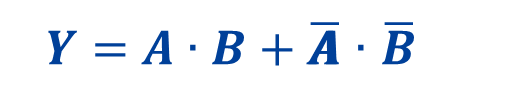 Y = A · B + A̅ · B̅